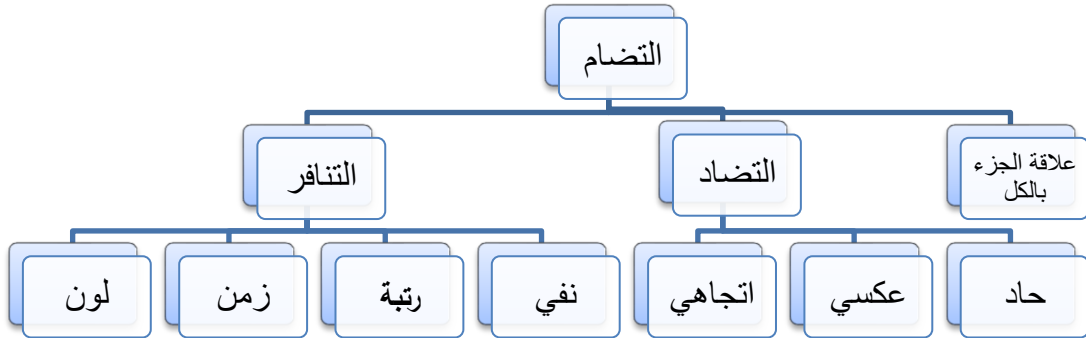 التضام
علاقة الجزء
بالكل
التضاد
التنافر
حاد
عكسي
اتجاهي
نفي
رتبة
زمن
لون